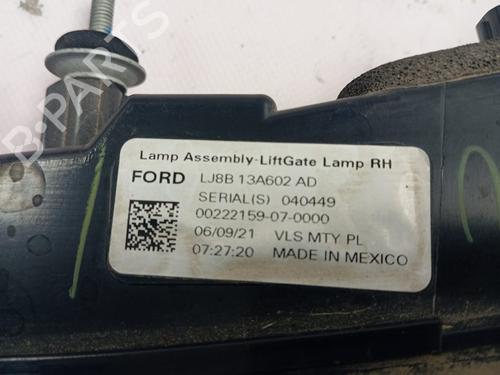 Lamp Assembly-LiftGate Lamp RH
FORD LJ8B 13A602 AD
SERIAL(S) 040449
00222159-07-0000
06/09/21 VLS MTY PL
07:27:20 MADE IN MEXICO
B-PARTS